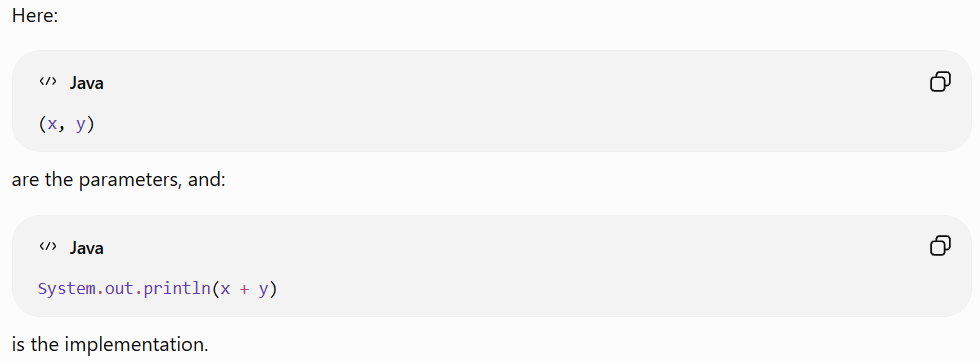 Here:
Java
(x, y)
are the parameters, and:
Java
System.out.println(x + y)
is the implementation.